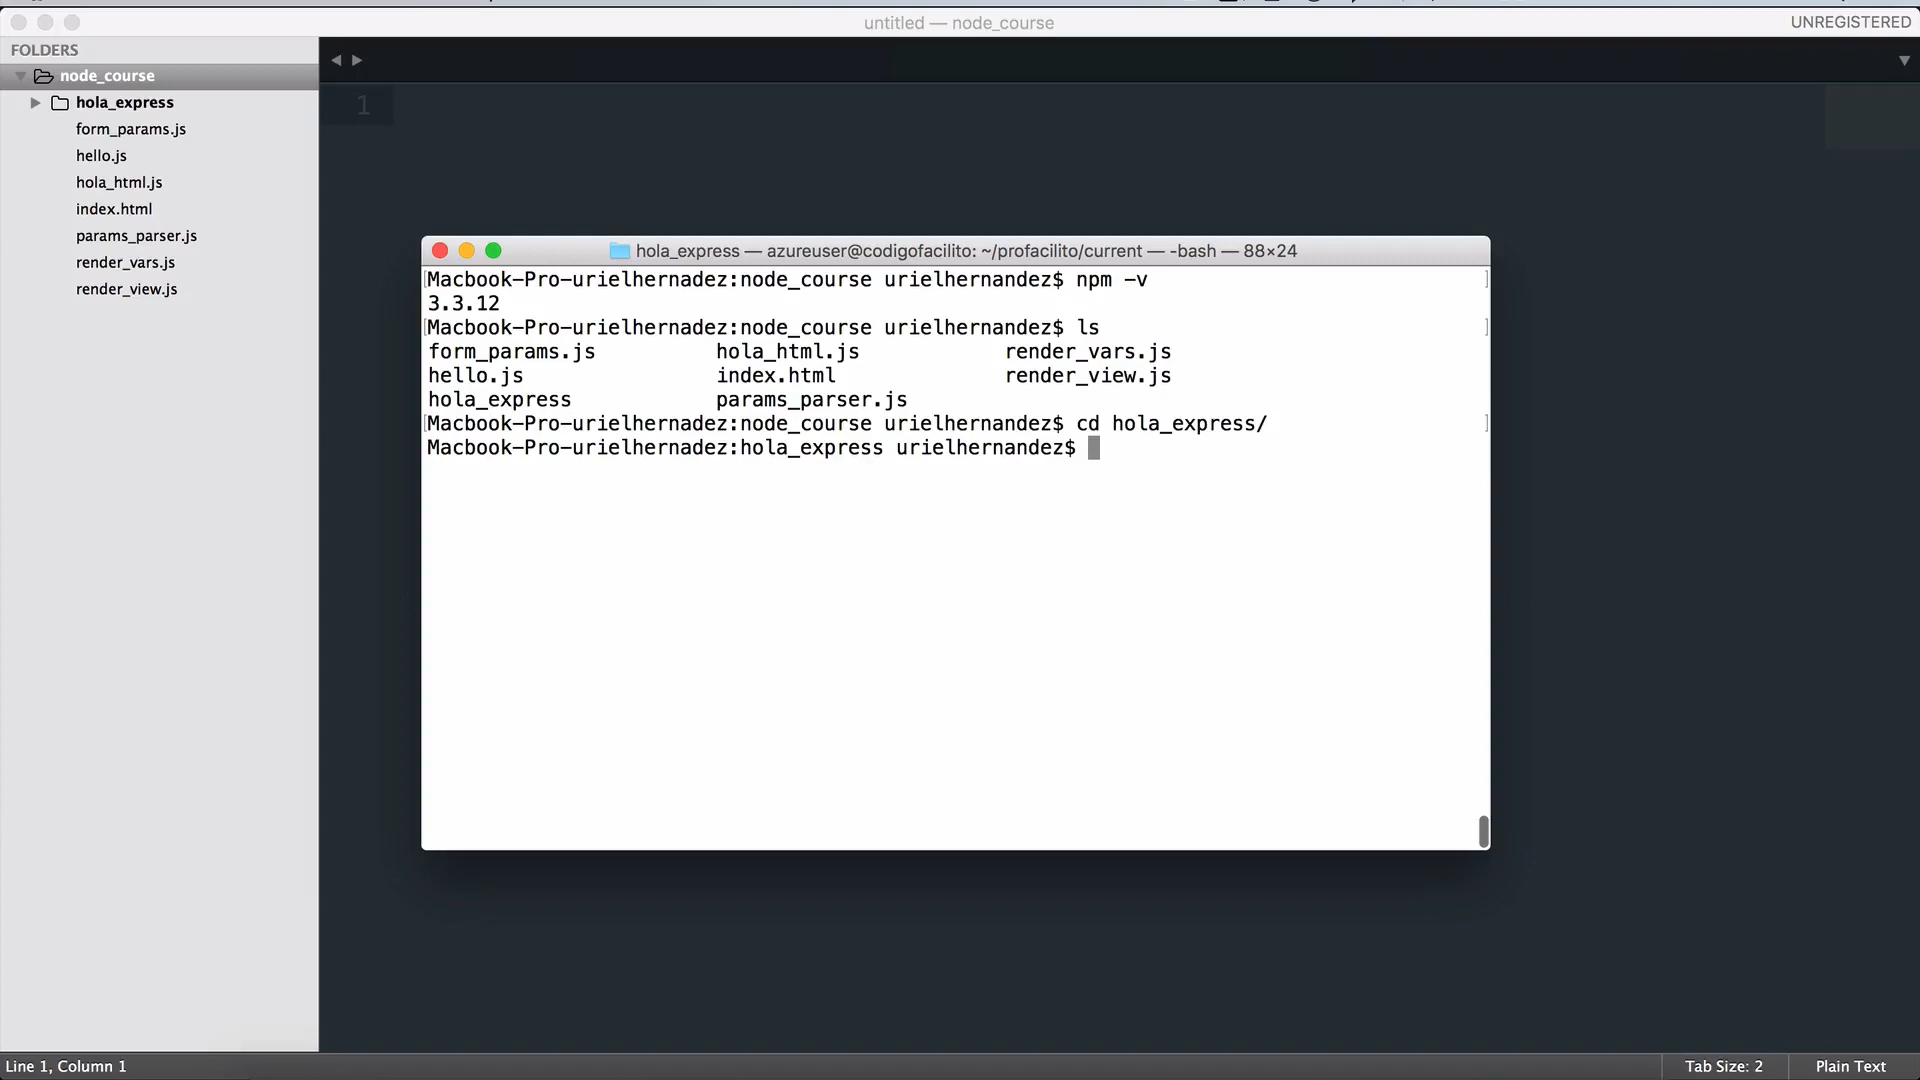 untitled — node_course
UNREGISTERED
FOLDERS
node_course
hola_express
form_params.js
hello.js
hola_html.js
index.html
params_parser.js
render_vars.js
render_view.js
1
hola_express — azureuser@codigofacilito: ~/profacilito/current — -bash — 88×24
[Macbook-Pro-urielhernadez:node_course urielhernandez$ npm -v ]
3.3.12
[Macbook-Pro-urielhernadez:node_course urielhernandez$ ls ]
form_params.js hola_html.js render_vars.js
hello.js index.html render_view.js
hola_express params_parser.js
[Macbook-Pro-urielhernadez:node_course urielhernandez$ cd hola_express/ ]
Macbook-Pro-urielhernadez:hola_express urielhernandez$
Line 1, Column 1
Tab Size: 2
Plain Text